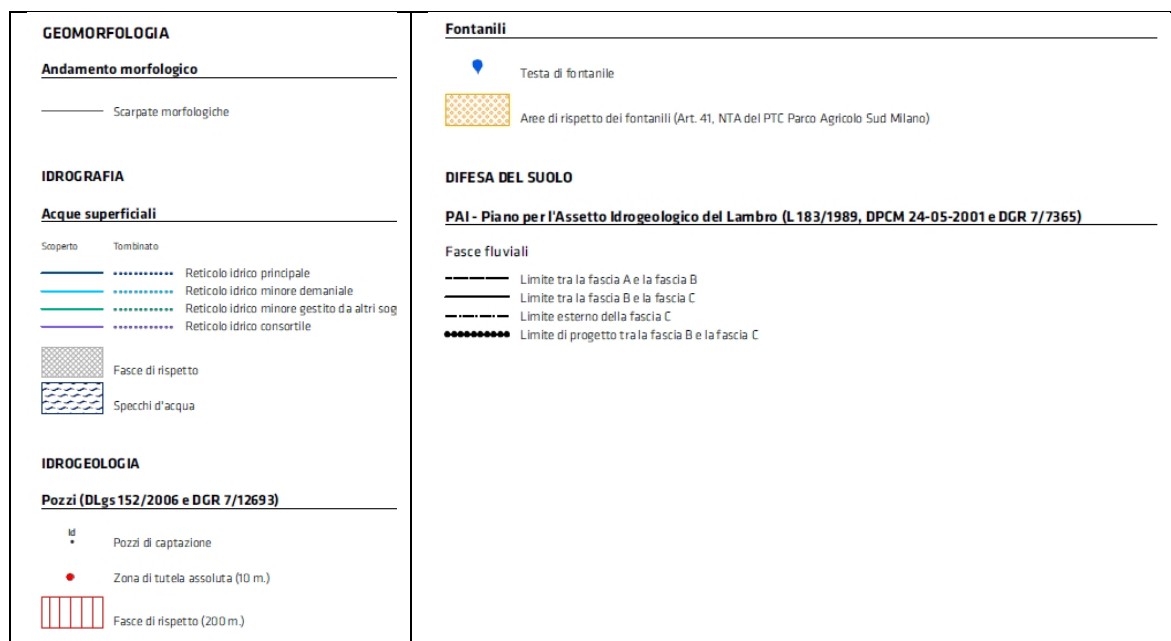 GEOMORFOLOGIA
Andamento morfologico
Scarpate morfologiche
IDROGRAFIA
Acque superficiali
Scoperto Tombinato
Reticolo idrico principale
Reticolo idrico minore demaniale
Reticolo idrico minore gestito da altri sog
Reticolo idrico consortile
Fasce di rispetto
Specchi d'acqua
IDROGEOLOGIA
Pozzi (DLgs 152/2006 e DGR 7/12693)
Id
Pozzi di captazione
Zona di tutela assoluta (10 m.)
Fasce di rispetto (200 m.)
Fontanili
Testa di fontanile
Aree di rispetto dei fontanili (Art. 41, NTA del PTC Parco Agricolo Sud Milano)
DIFESA DEL SUOLO
PAI - Piano per l'Assetto Idrogeologico del Lambro (L 183/1989, DPCM 24-05-2001 e DGR 7/7365)
Fasce fluviali
Limite tra la fascia A e la fascia B
Limite tra la fascia B e la fascia C
Limite esterno della fascia C
Limite di progetto tra la fascia B e la fascia C